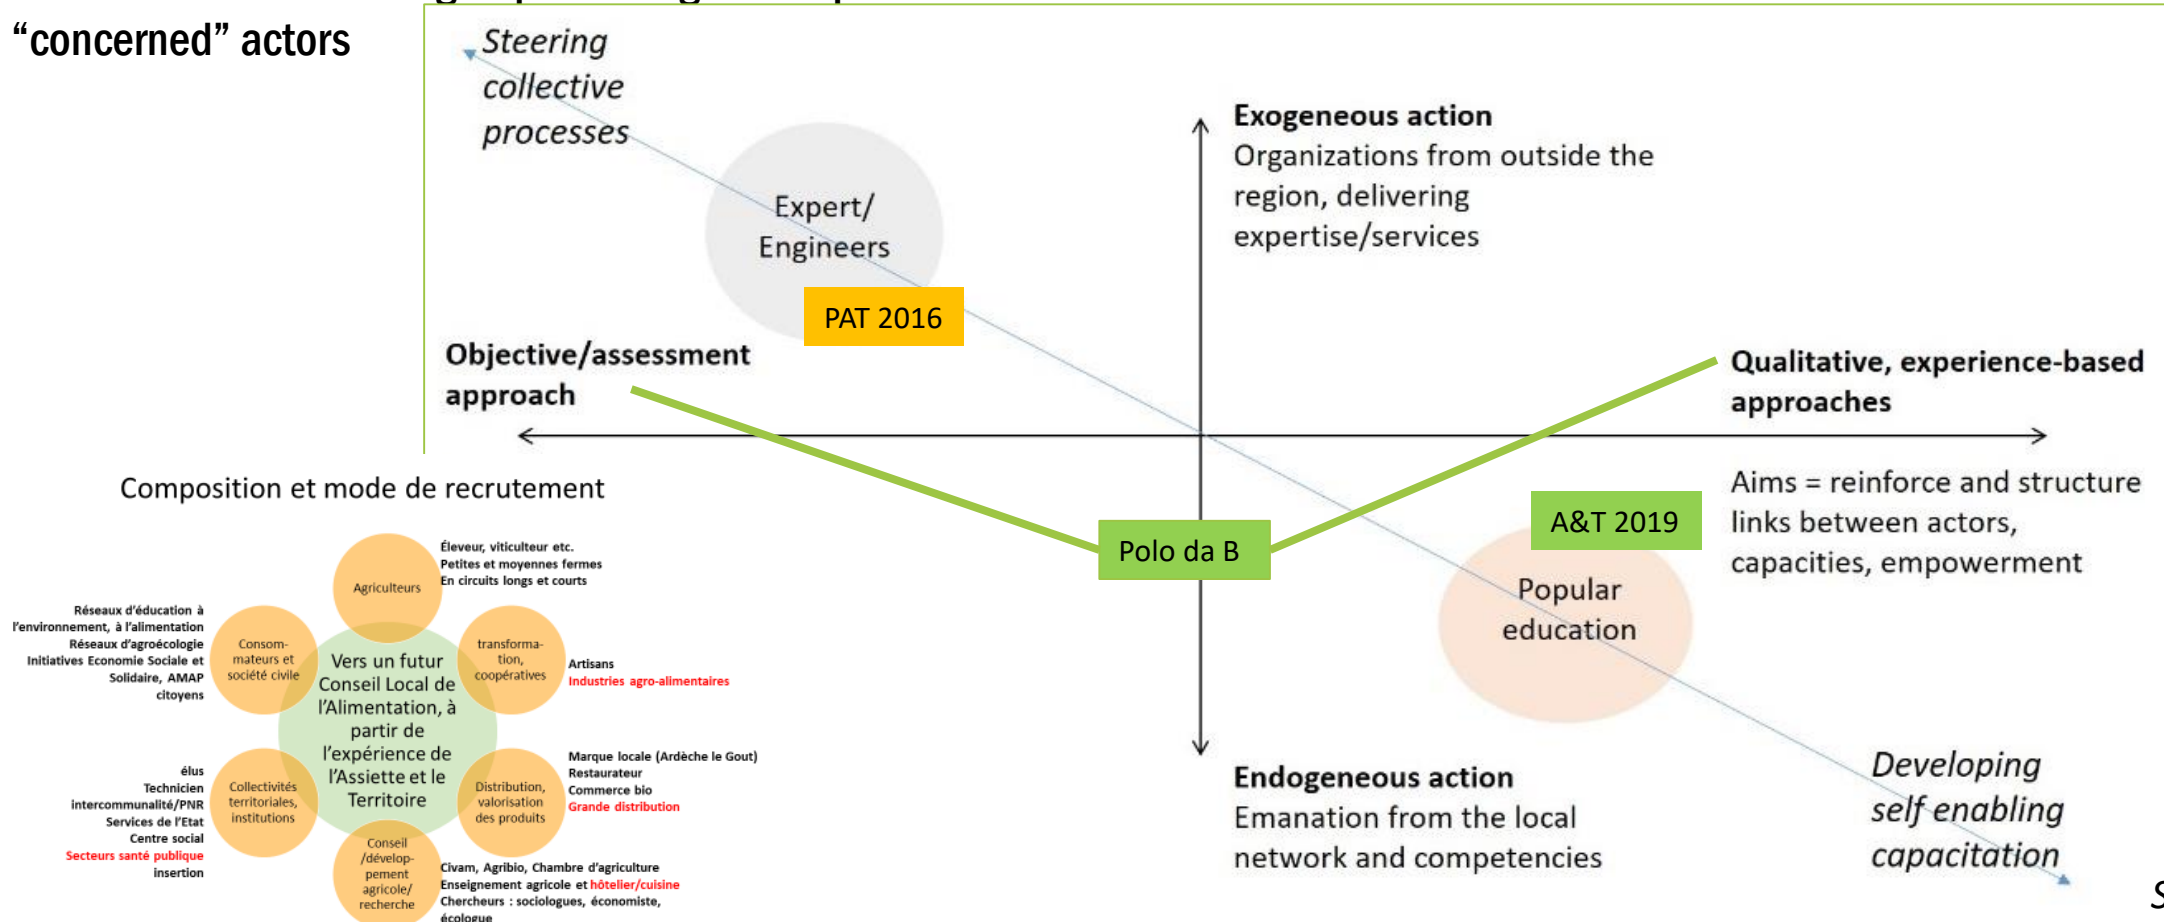 “concerned” actors
Steering
collective
processes
Exogeneous action
Organizations from outside the
region, delivering
expertise/services
Expert/
Engineers
PAT 2016
Objective/assessment
approach
Qualitative, experience-based
approaches
Aims = reinforce and structure
links between actors,
capacities, empowerment
A&T 2019
Polo da B
Popular
education
Endogeneous action
Emanation from the local
network and competencies
Developing
self enabling
capacitation
Composition et mode de recrutement
Agriculteurs
Éleveur, viticulteur etc.
Petites et moyennes fermes
En circuits longs et courts
Réseaux d’éducation à
l’environnement, à l’alimentation
Réseaux d’agroécologie
Initiatives Economie Sociale et
Solidaire, AMAP
citoyens
Consom-
mateurs et
société civile
transforma-
tion,
coopératives
Artisans
Industries agro-alimentaires
Vers un futur
Conseil Local de
l’Alimentation, à
partir de
l’expérience de
l’Assiette et le
Territoire
élus
Technicien
intercommunalité/PNR
Services de l’Etat
Centre social
Secteurs santé publique
insertion
Collectivités
territoriales,
institutions
Distribution,
valorisation
des produits
Marque locale (Ardèche le Gout)
Restaurateur
Commerce bio
Grande distribution
Conseil
/dévelop-
pement
agricole/
recherche
Civam, Agribio, Chambre d’agriculture
Enseignement agricole et hôtelier/cuisine
Chercheurs : sociologues, économiste,
écologue